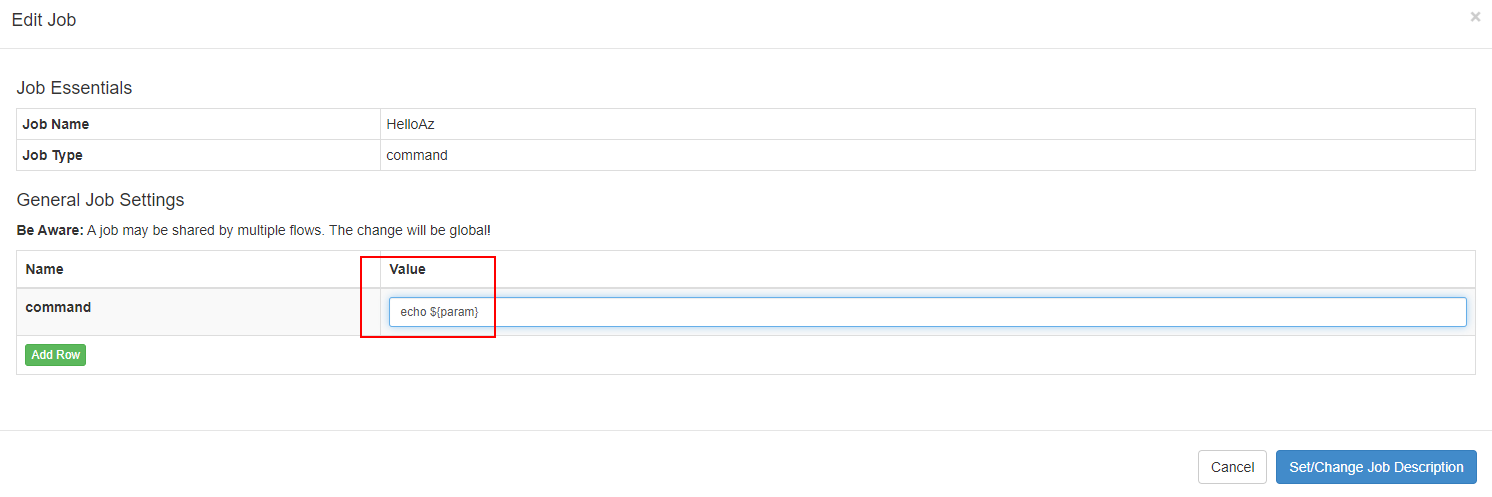 Edit Job
×
Job Essentials
Job Name HelloAz
Job Type command
General Job Settings
Be Aware: A job may be shared by multiple flows. The change will be global!
Name Value
command echo ${param}
Add Row
Cancel Set/Change Job Description